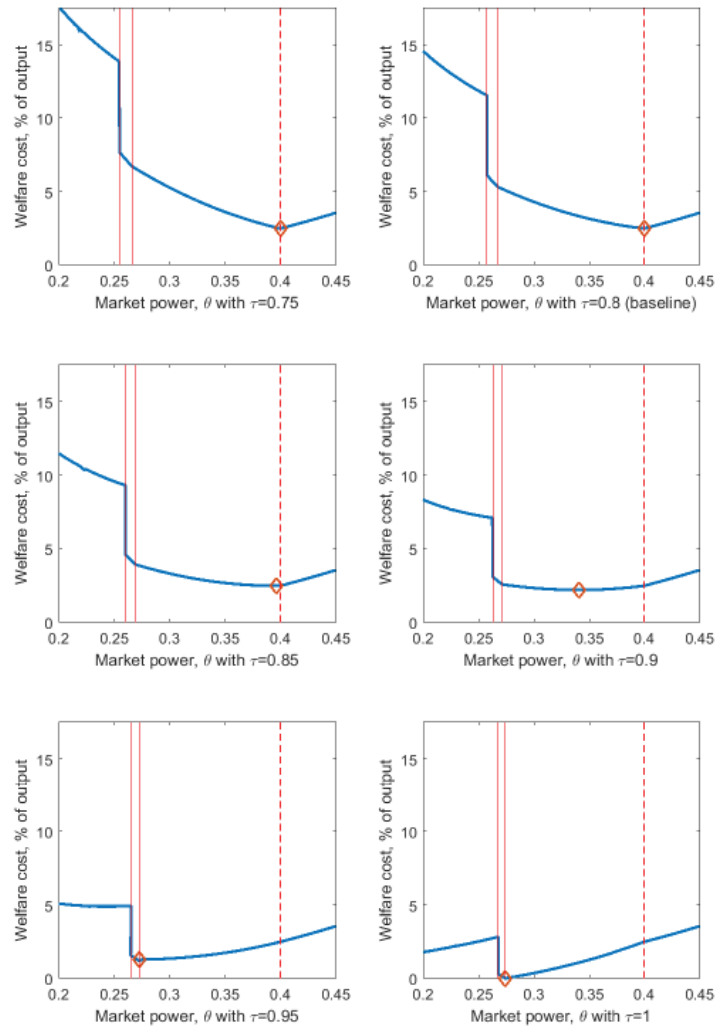 Welfare cost, % of output
15
10
5
0
0.2 0.25 0.3 0.35 0.4 0.45
Market power, θ with τ=0.75
Welfare cost, % of output
15
10
5
0
0.2 0.25 0.3 0.35 0.4 0.45
Market power, θ with τ=0.8 (baseline)
Welfare cost, % of output
15
10
5
0
0.2 0.25 0.3 0.35 0.4 0.45
Market power, θ with τ=0.85
Welfare cost, % of output
15
10
5
0
0.2 0.25 0.3 0.35 0.4 0.45
Market power, θ with τ=0.9
Welfare cost, % of output
15
10
5
0
0.2 0.25 0.3 0.35 0.4 0.45
Market power, θ with τ=0.95
Welfare cost, % of output
15
10
5
0
0.2 0.25 0.3 0.35 0.4 0.45
Market power, θ with τ=1